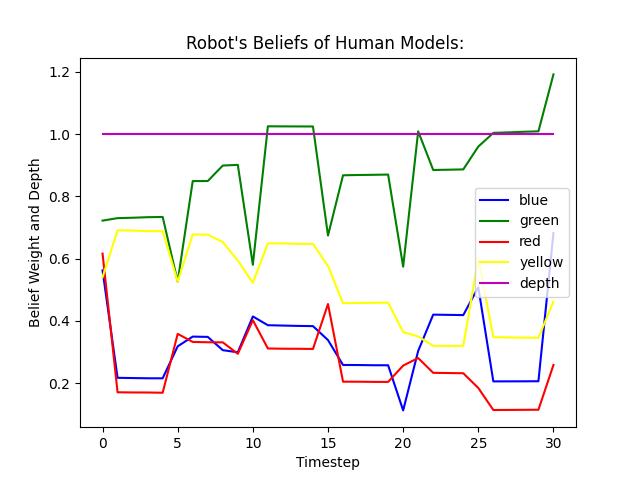 Robot's Beliefs of Human Models:
Belief Weight and Depth
1.2
1.0
0.8
0.6
0.4
0.2
blue
green
red
yellow
depth
0 5 10 15 20 25 30
Timestep